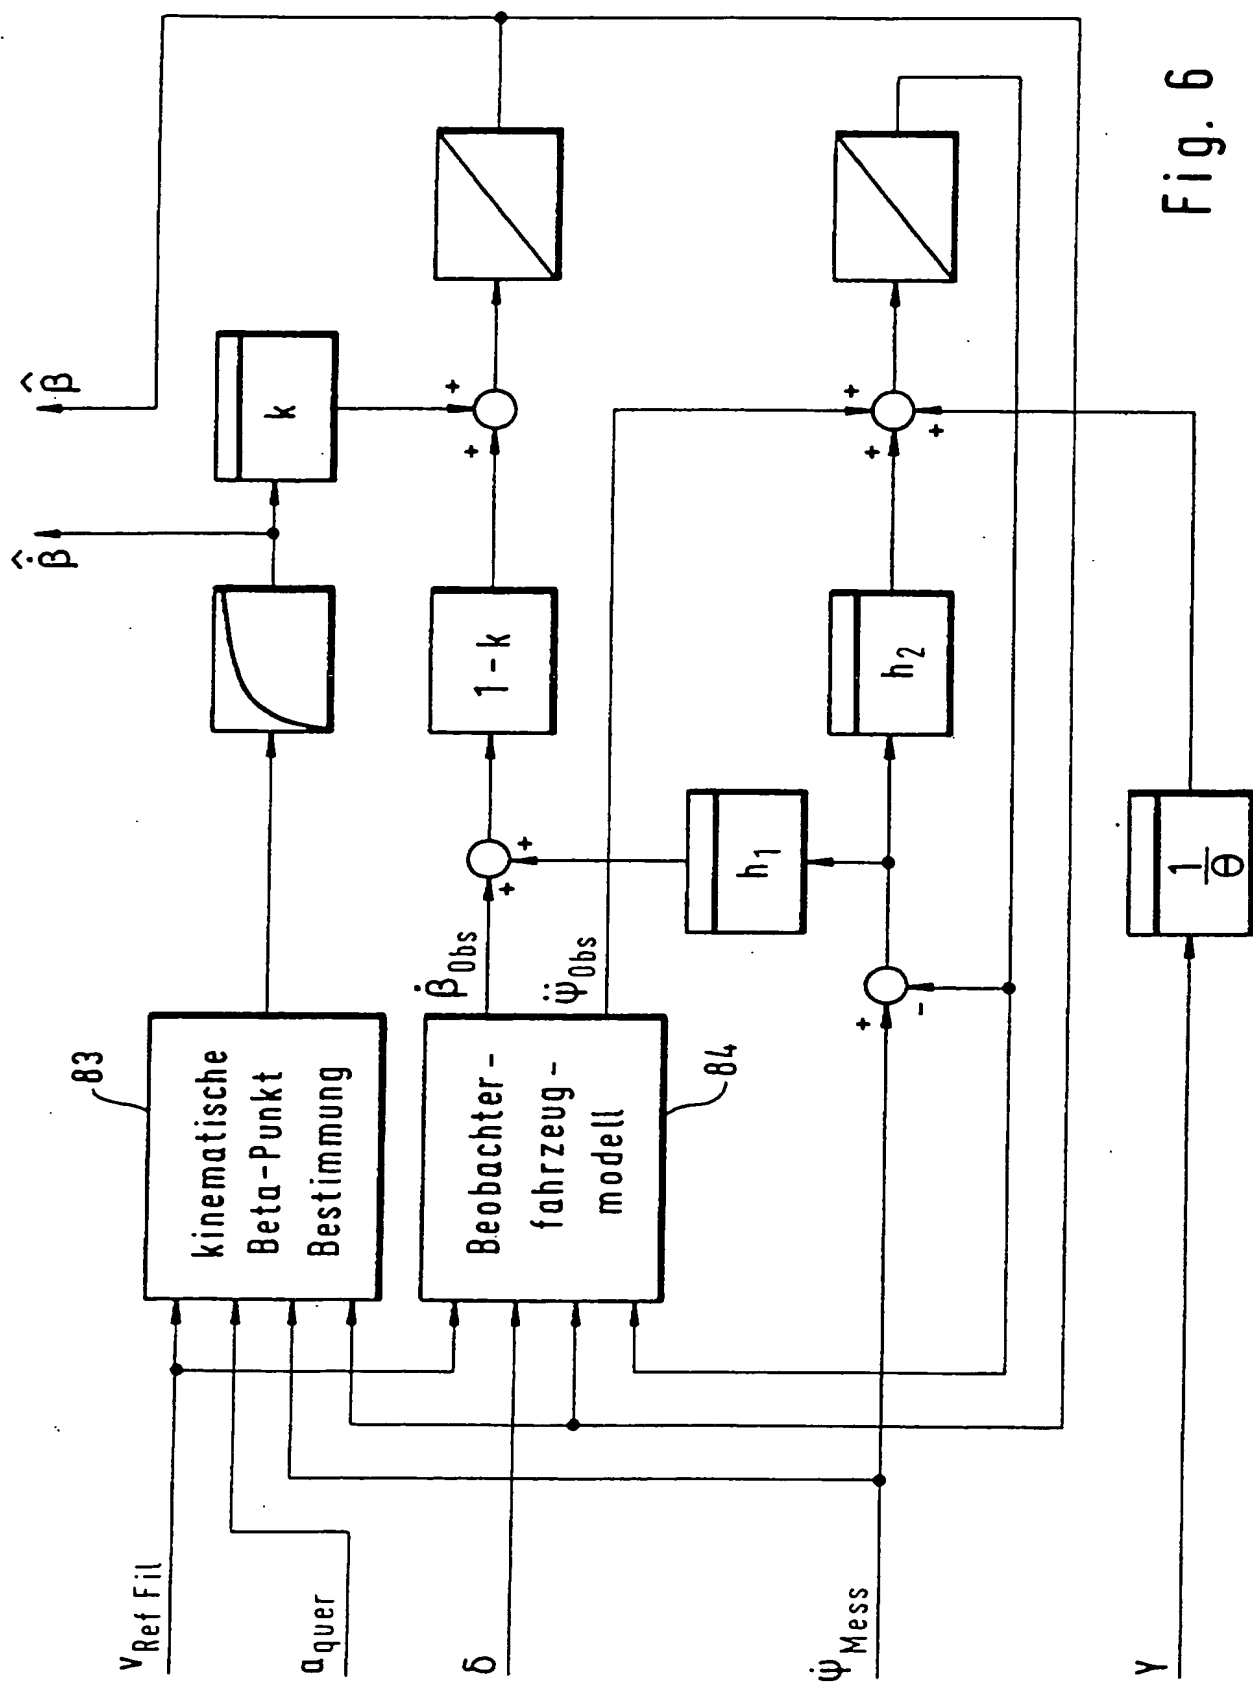 β̂
β̂̇
k
83
kinematische
Beta-Punkt
Bestimmung
1-k
+
+
+
+
β̇Obs
ψ̈Obs
Beobachter-
fahrzeug-
modell
84
h₁
h₂
+
+
+
+
-
1/Θ
vRef Fil
aquer
δ
ψ̇Mess
γ
Fig. 6